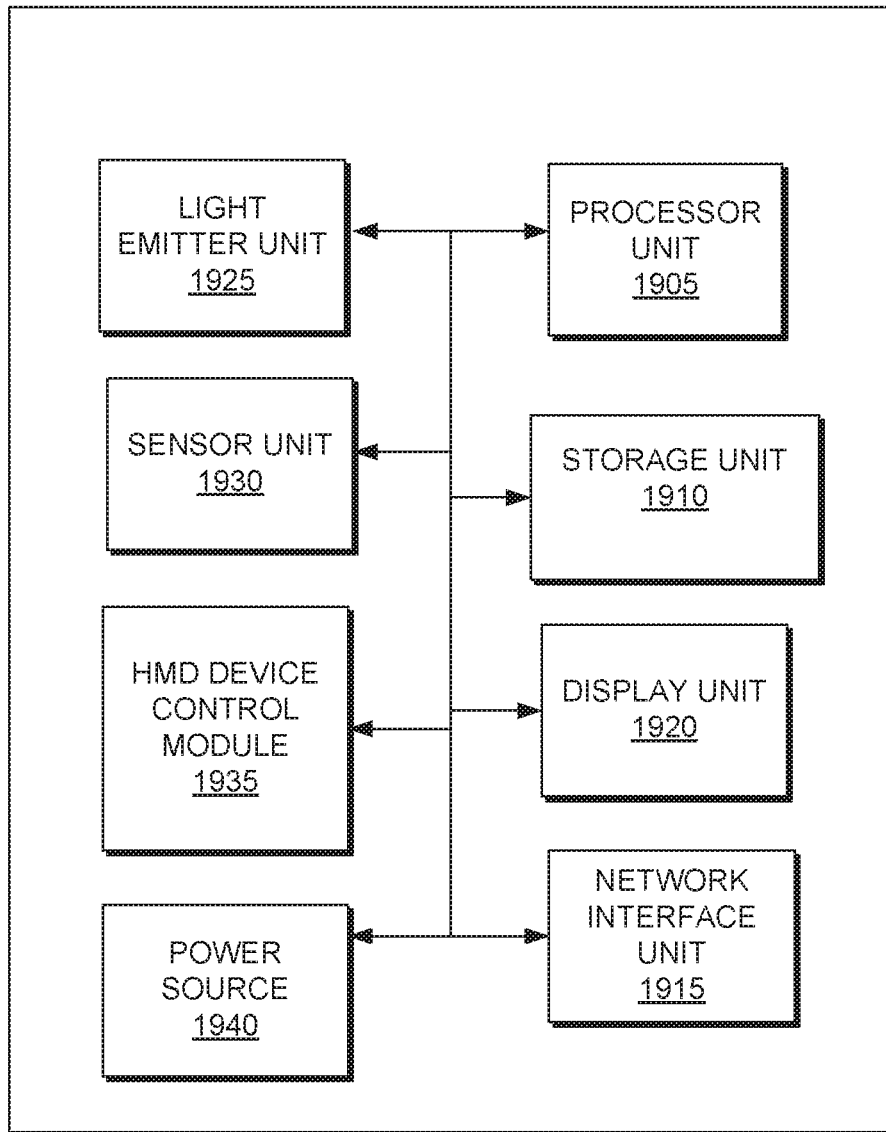 LIGHT
EMITTER UNIT
1925
PROCESSOR
UNIT
1905
SENSOR UNIT
1930
STORAGE UNIT
1910
HMD DEVICE
CONTROL
MODULE
1935
DISPLAY UNIT
1920
POWER
SOURCE
1940
NETWORK
INTERFACE
UNIT
1915